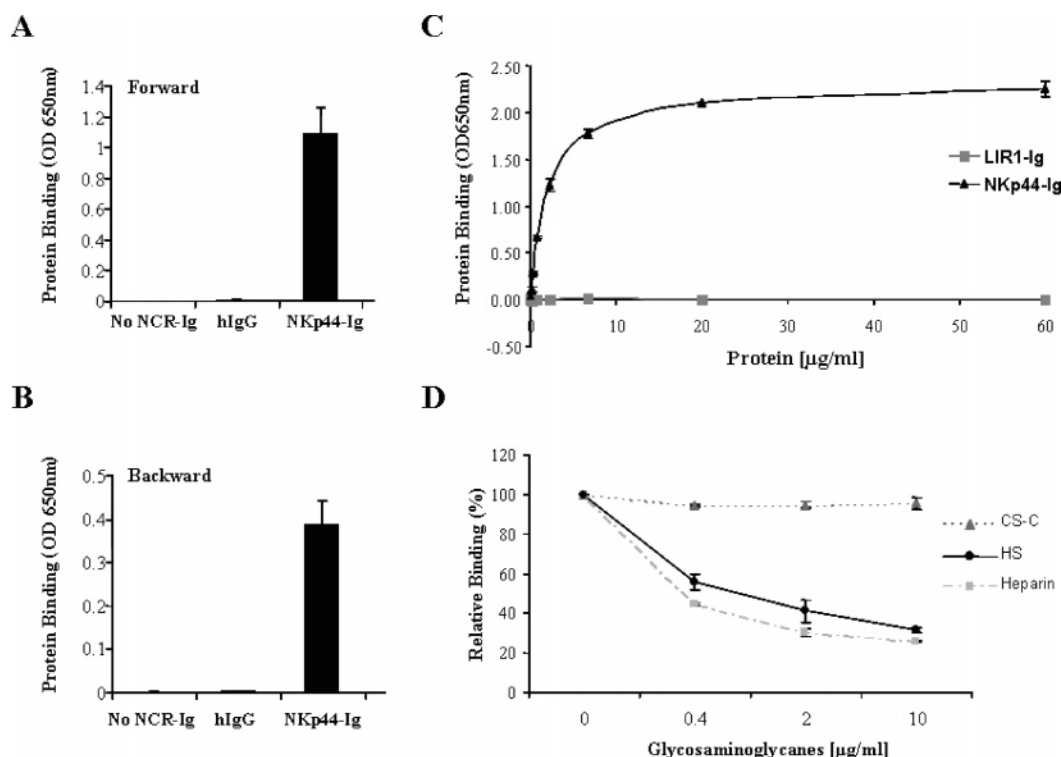 A
Forward
Protein Binding (OD 650nm)
1.4
1.2
1
0.8
0.6
0.4
0.2
0
No NCR-Ig hIgG NKp44-Ig
B
Backward
Protein Binding (OD 650nm)
0.5
0.4
0.3
0.2
0.1
0
No NCR-Ig hIgG NKp44-Ig
C
Protein Binding (OD650nm)
2.50
2.00
1.50
1.00
0.50
0.00
-0.50
10 20 30 40 50 60
Protein [µg/ml]
LIR1-Ig
NKp44-Ig
D
Relative Binding (%)
120
100
80
60
40
20
0
0 0.4 2 10
Glycosaminoglycanes [µg/ml]
CS-C
HS
Heparin